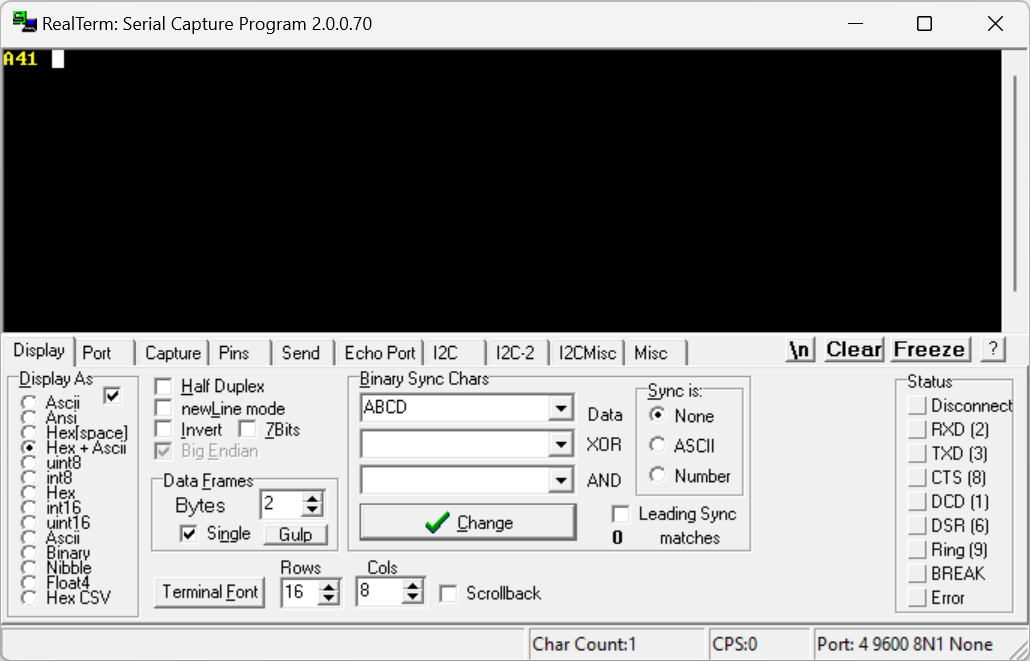 RealTerm: Serial Capture Program 2.0.0.70
A41
Display Port Capture Pins Send Echo Port I2C I2C-2 I2CMisc Misc \n Clear Freeze ?
Display As
Ascii
Ansi
Hex[space]
Hex + Ascii
uint8
int8
Hex
int16
uint16
Ascii
Binary
Nibble
Float4
Hex CSV
Half Duplex
newLine mode
Invert 7Bits
Big Endian
Data Frames
Bytes 2
Single Gulp
Terminal Font
Rows
16
Cols
8
Scrollback
Binary Sync Chars
ABCD Data
XOR
AND
Change
Sync is:
None
ASCII
Number
Leading Sync
0 matches
Status
Disconnect
RXD (2)
TXD (3)
CTS (8)
DCD (1)
DSR (6)
Ring (9)
BREAK
Error
Char Count:1 CPS:0 Port: 4 9600 8N1 None